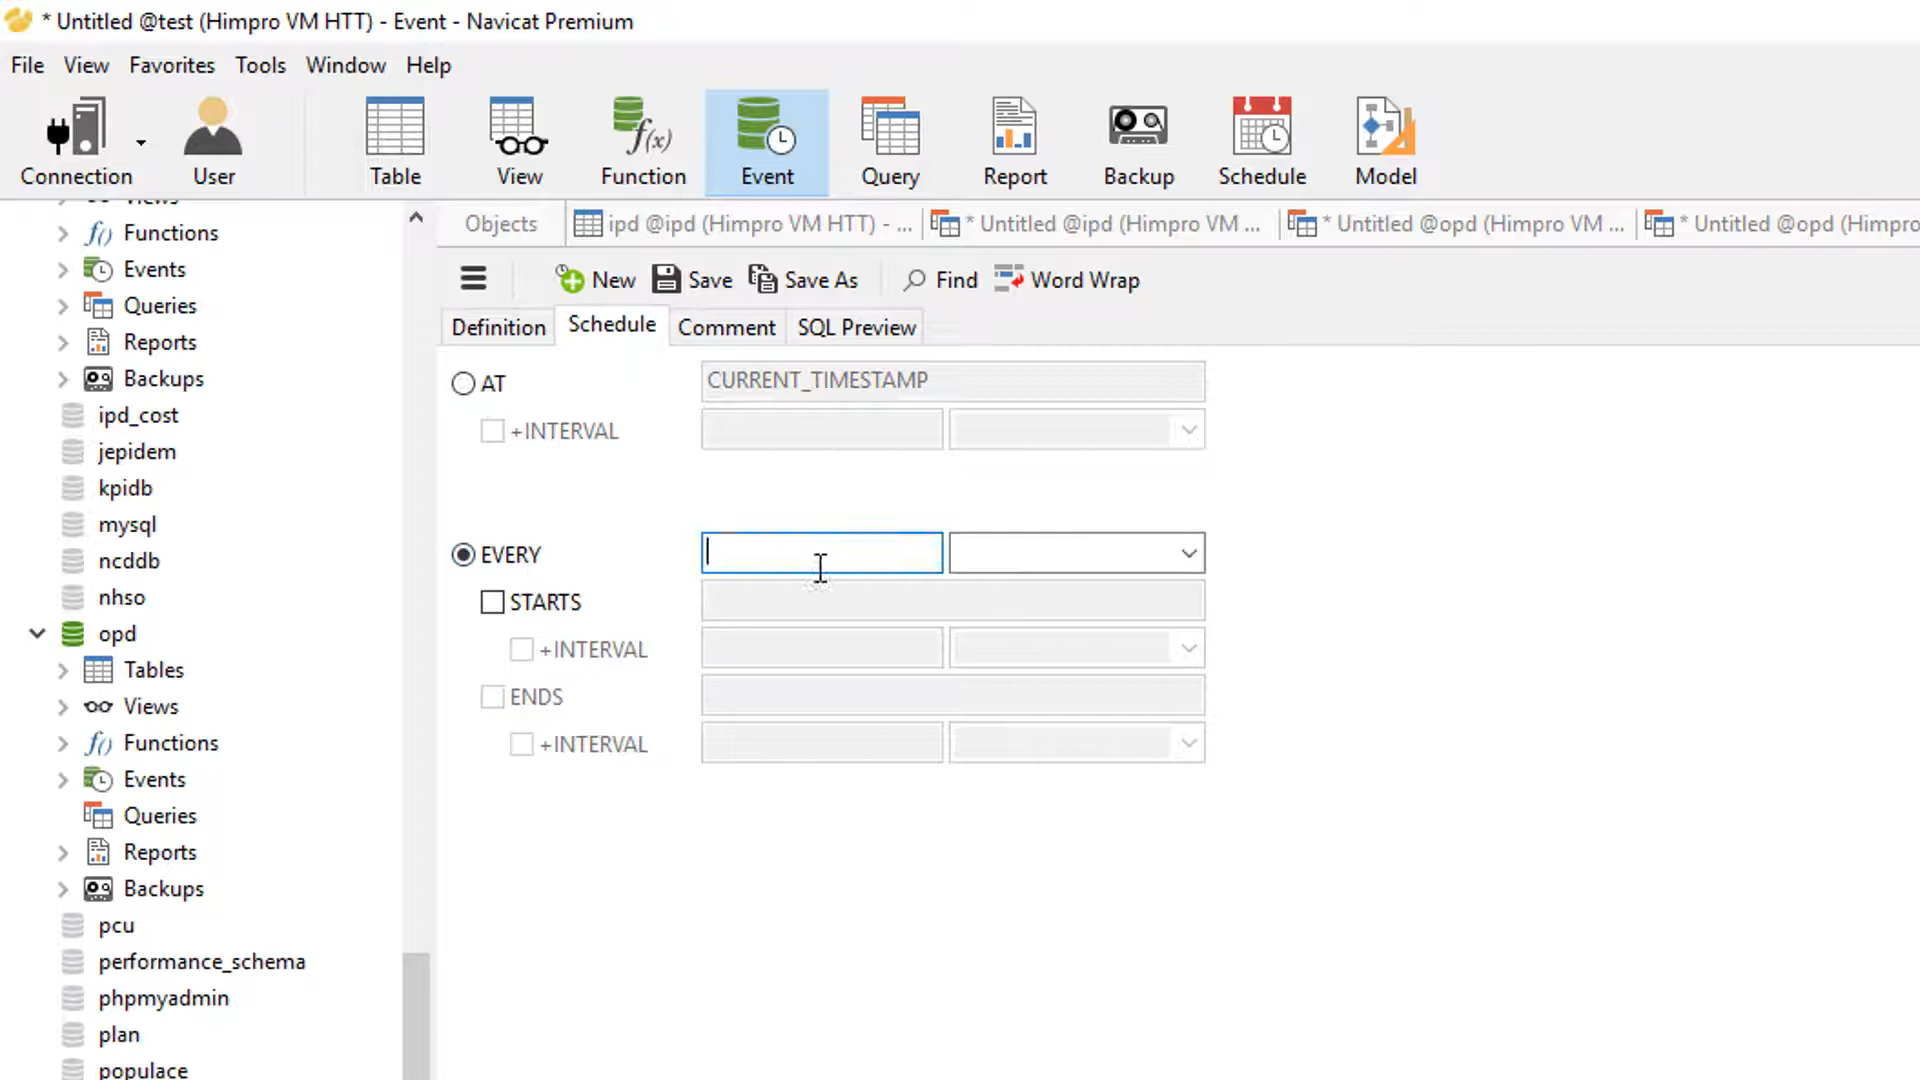 * Untitled @test (Himpro VM HTT) - Event - Navicat Premium
File View Favorites Tools Window Help
Connection User Table View Function Event Query Report Backup Schedule Model
Views
Functions
Events
Queries
Reports
Backups
ipd_cost
jepidem
kpidb
mysql
ncddb
nhso
opd
Tables
Views
Functions
Events
Queries
Reports
Backups
pcu
performance_schema
phpmyadmin
plan
populace
Objects ipd @ipd (Himpro VM HTT) - ... * Untitled @ipd (Himpro VM ... * Untitled @opd (Himpro VM ... * Untitled @opd (Himpro
New Save Save As Find Word Wrap
Definition Schedule Comment SQL Preview
AT CURRENT_TIMESTAMP
+INTERVAL
EVERY
STARTS
+INTERVAL
ENDS
+INTERVAL